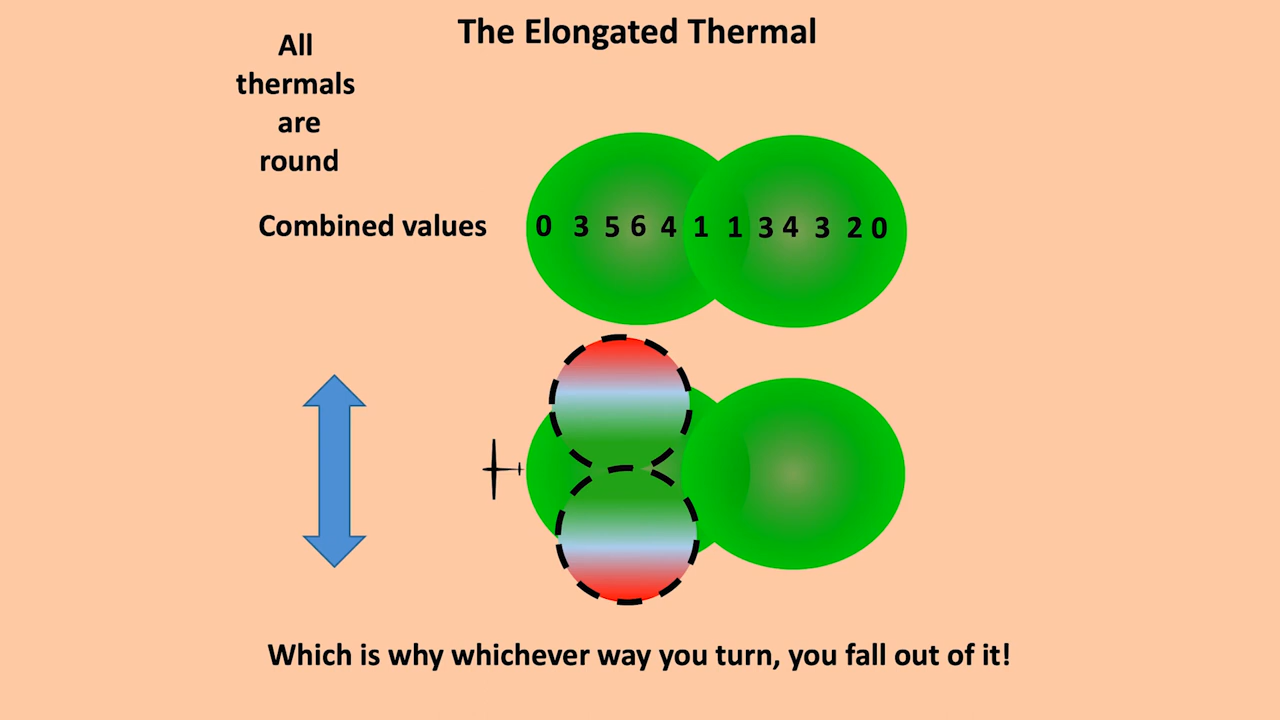 The Elongated Thermal
All
thermals
are
round
Combined values 0 3 5 6 4 1 1 3 4 3 2 0
Which is why whichever way you turn, you fall out of it!